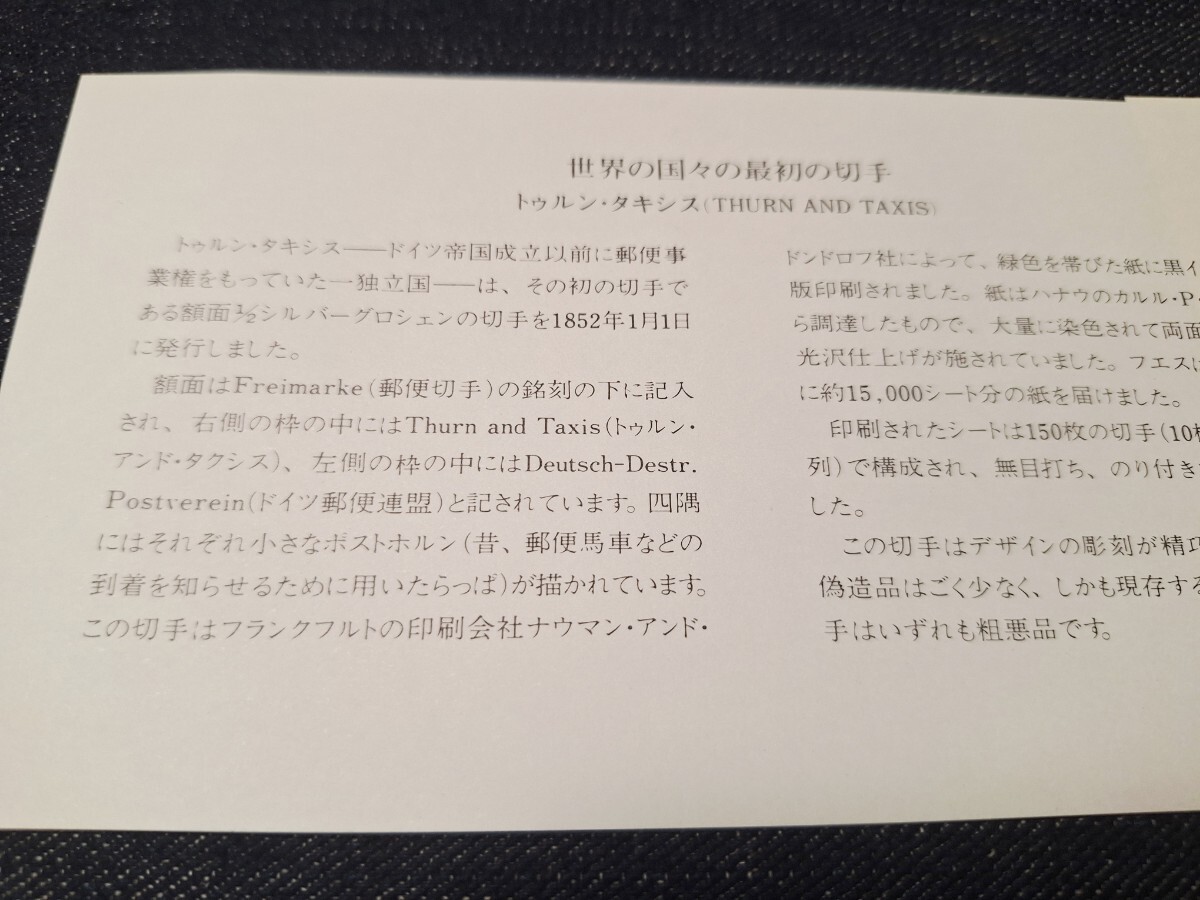 世界の国々の最初の切手
トゥルン・タキシス(THURN AND TAXIS)
トゥルン・タキシス——ドイツ帝国成立以前に郵便事
業権をもっていた一独立国——は、その初の切手で
ある額面½シルバーグロシェンの切手を1852年1月1日
に発行しました。
額面はFreimarke(郵便切手)の銘刻の下に記入
され、右側の枠の中にはThurn and Taxis(トゥルン・
アンド・タクシス)、左側の枠の中にはDeutsch-Destr.
Postverein(ドイツ郵便連盟)と記されています。四隅
にはそれぞれ小さなポストホルン(昔、郵便馬車などの
到着を知らせるために用いたらっぱ)が描かれています。
この切手はフランクフルトの印刷会社ナウマン・アンド・
ドンドロフ社によって、緑色を帯びた紙に黒イ
版印刷されました。紙はハナウのカルル・P・
ら調達したもので、大量に染色されて両面
光沢仕上げが施されていました。フエスは
に約15,000シート分の紙を届けました。
印刷されたシートは150枚の切手(10枚
列)で構成され、無目打ち、のり付き
した。
この切手はデザインの彫刻が精巧
偽造品はごく少なく、しかも現存する
手はいずれも粗悪品です。